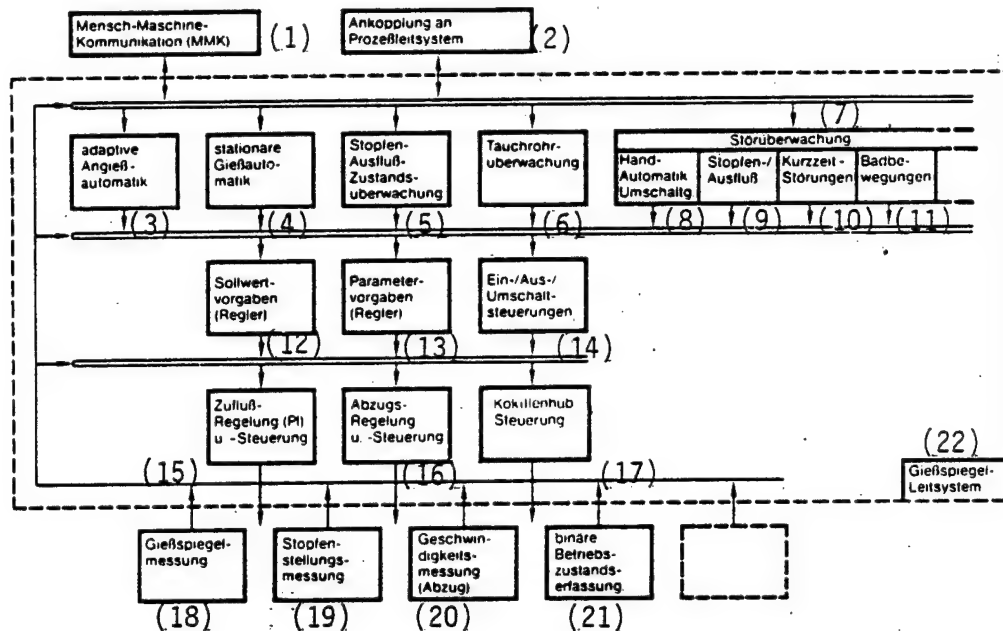 Mensch-Maschine-
Kommunikation (MMK)
(1)
Ankopplung an
Prozeßleitsystem
(2)
(7)
adaptive
Angieß-
automatik
(3)
stationäre
Gießauto-
matik
(4)
Stopfen-
Ausfluß-
Zustands-
überwachung
(5)
Tauchrohr-
überwachung
(6)
Störüberwachung
Hand-
Automatik
Umschaltg
(8)
Stopfen-/
Ausfluß
(9)
Kurzzeit-
Störungen
(10)
Badbe-
wegungen
(11)
Sollwert-
vorgaben
(Regler)
(12)
Parameter-
vorgaben
(Regler)
(13)
Ein-/Aus-/
Umschalt-
steuerungen
(14)
Zufluß-
Regelung (PI)
u -Steuerung
(15)
Abzugs-
Regelung
u. -Steuerung
(16)
Kokillenhub
Steuerung
(17)
(22)
Gießspiegel-
Leitsystem
Gießspiegel-
messung
(18)
Stopfen-
stellungs-
messung
(19)
Geschwin-
digkeits-
messung
(Abzug)
(20)
binäre
Betriebs-
zustands-
erfassung.
(21)